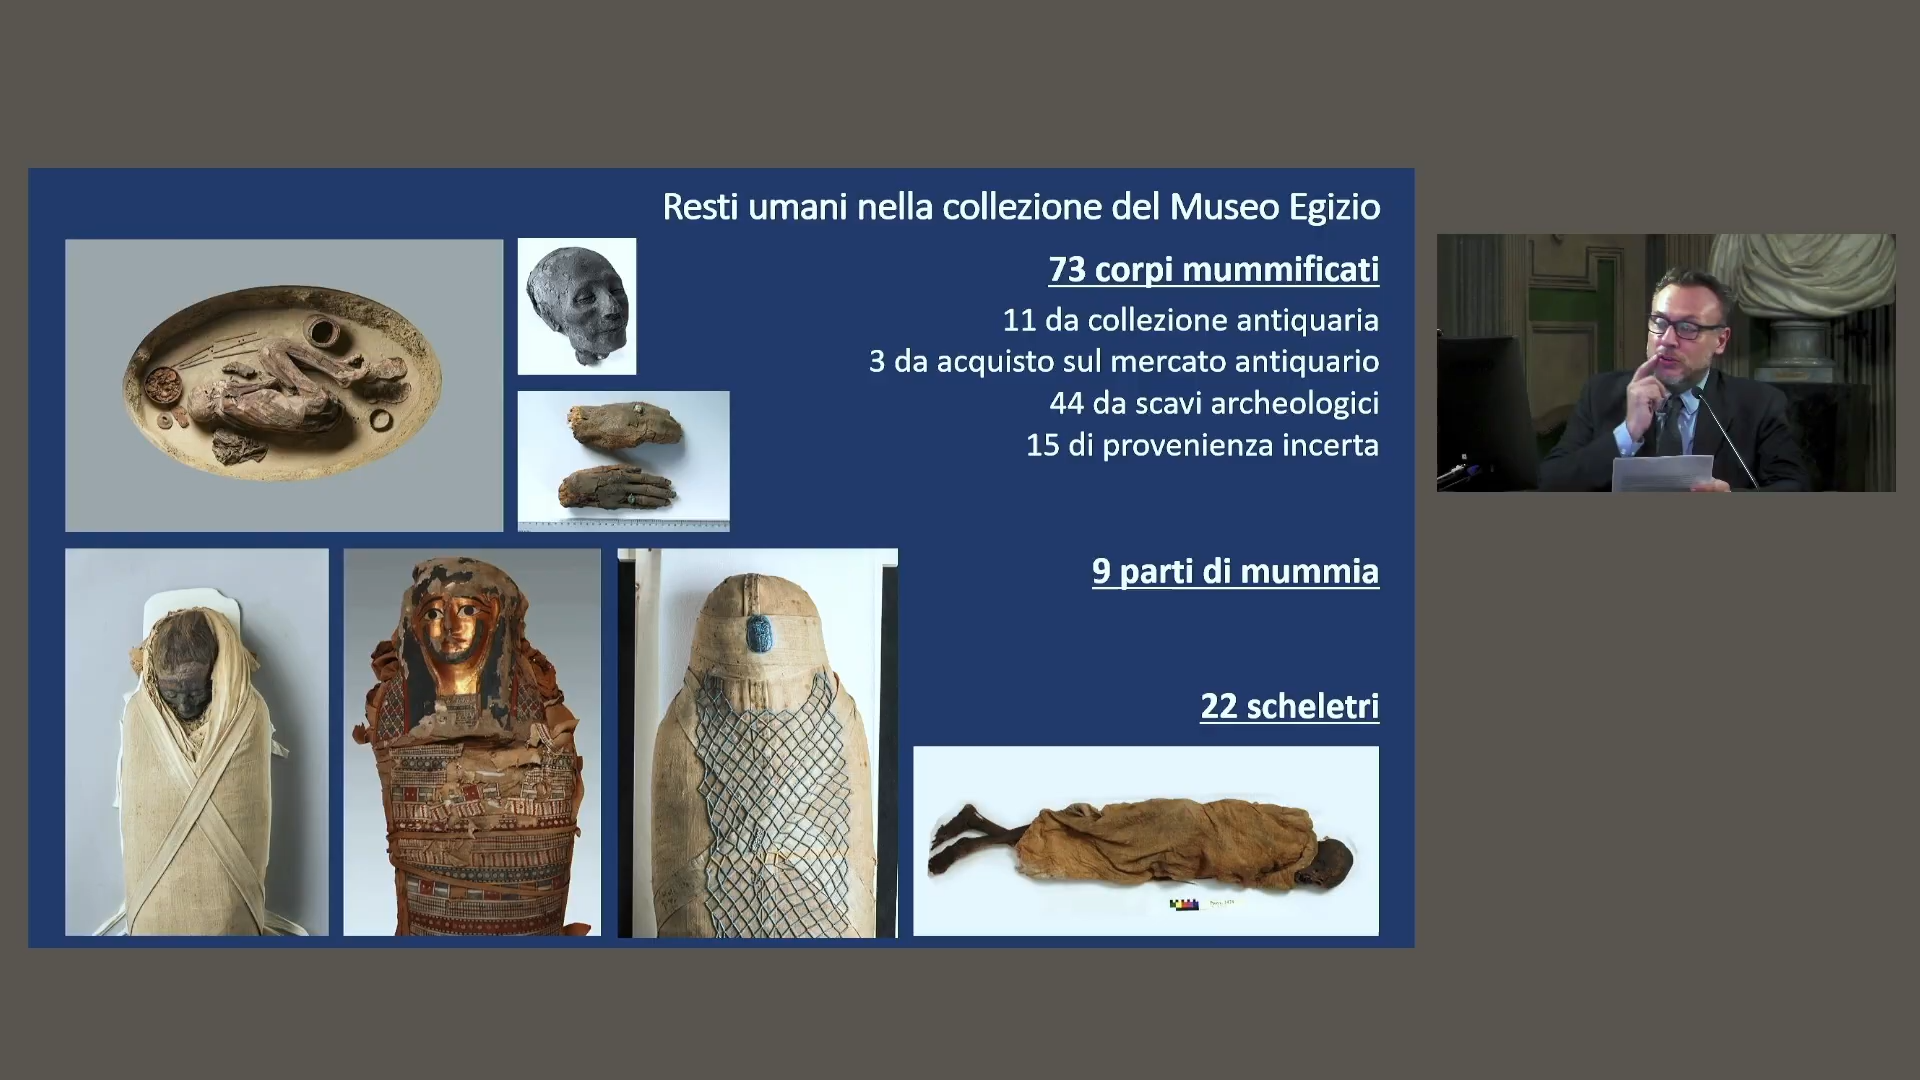 Resti umani nella collezione del Museo Egizio
73 corpi mummificati
11 da collezione antiquaria
3 da acquisto sul mercato antiquario
44 da scavi archeologici
15 di provenienza incerta
9 parti di mummia
22 scheletri